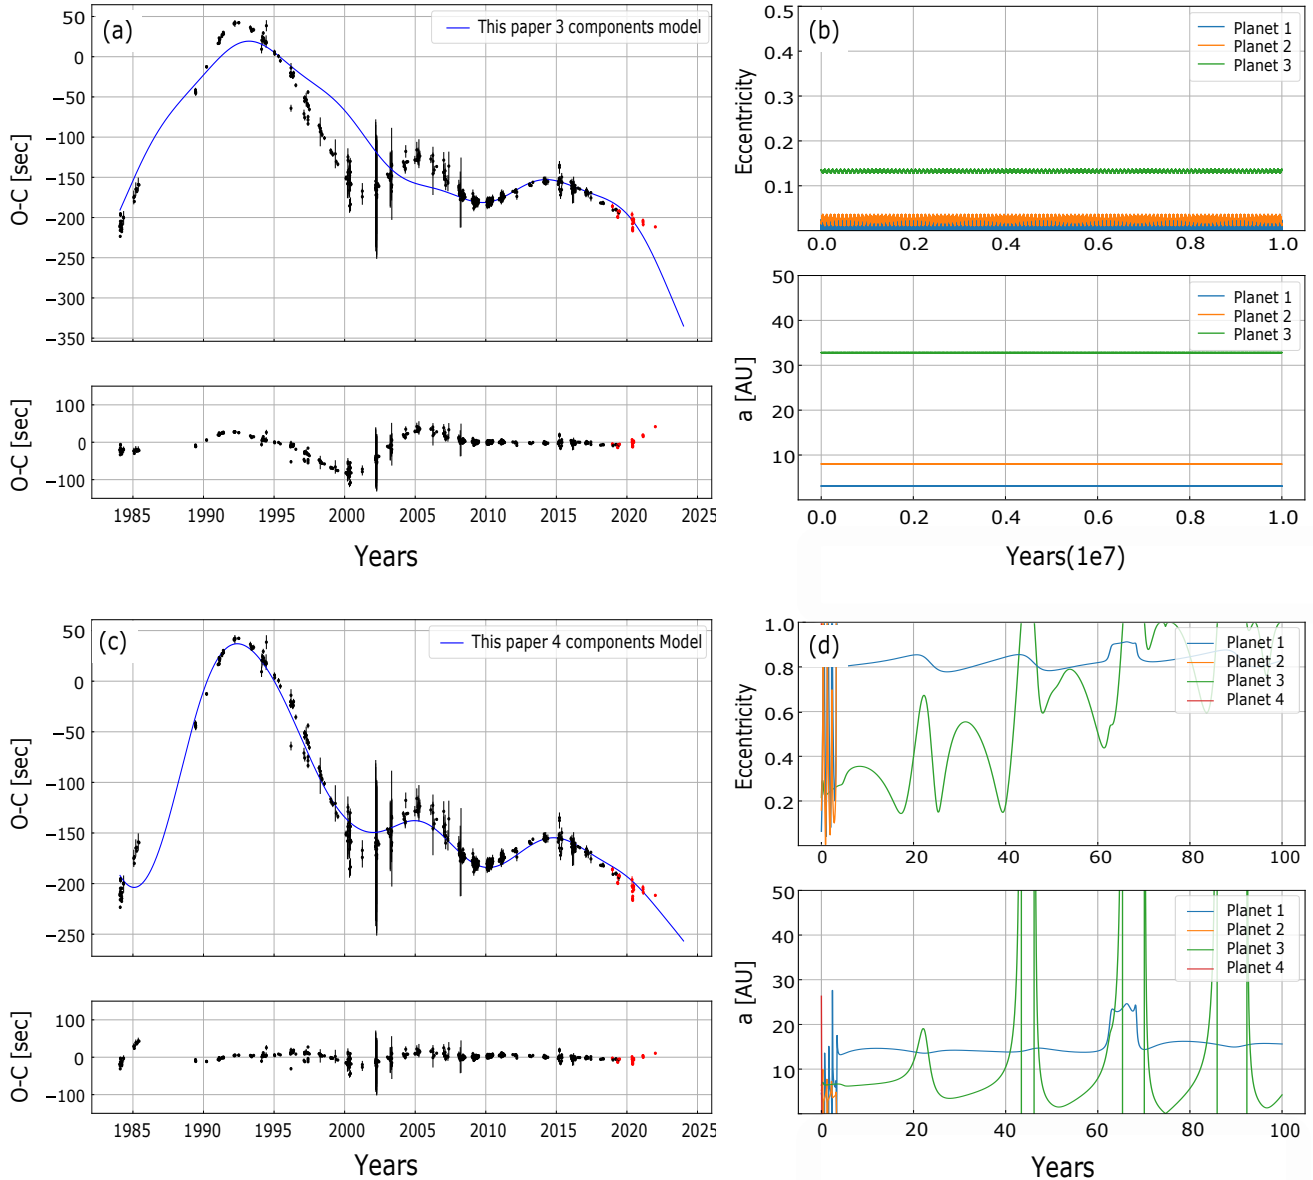 (a)
This paper 3 components model
50
0
−50
−100
−150
−200
−250
−300
−350
O-C [sec]
100
0
−100
O-C [sec]
1985 1990 1995 2000 2005 2010 2015 2020 2025
Years
(b)
Planet 1
Planet 2
Planet 3
0.5
0.4
0.3
0.2
0.1
Eccentricity
0.0 0.2 0.4 0.6 0.8 1.0
Planet 1
Planet 2
Planet 3
50
40
30
20
10
a [AU]
0.0 0.2 0.4 0.6 0.8 1.0
Years(1e7)
(c)
This paper 4 components Model
50
0
−50
−100
−150
−200
−250
O-C [sec]
100
0
−100
O-C [sec]
1985 1990 1995 2000 2005 2010 2015 2020 2025
Years
(d)
Planet 1
Planet 2
Planet 3
Planet 4
1.0
0.8
0.6
0.4
0.2
Eccentricity
0 20 40 60 80 100
Planet 1
Planet 2
Planet 3
Planet 4
50
40
30
20
10
a [AU]
0 20 40 60 80 100
Years